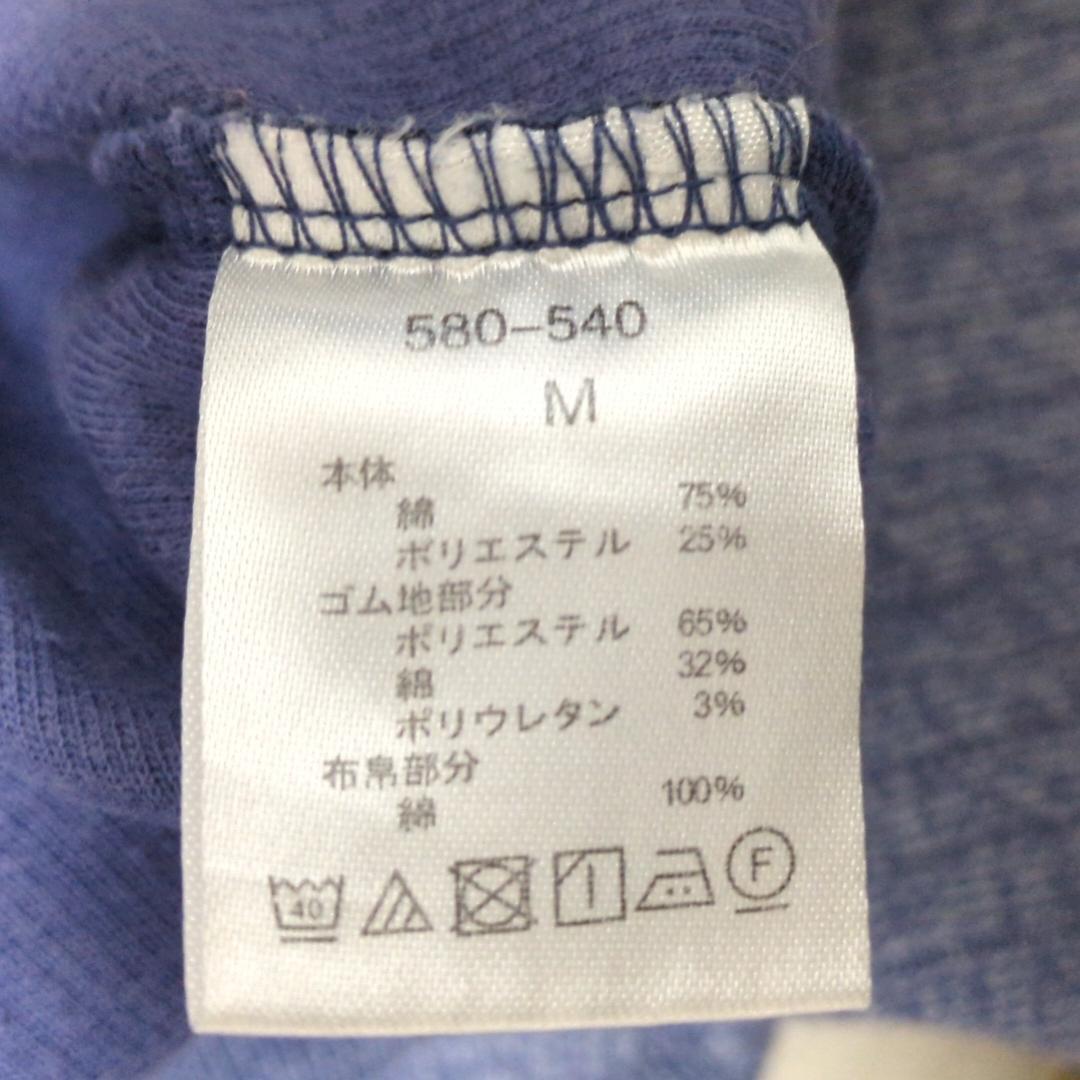 580-540
M
本体
綿 75%
ポリエステル 25%
ゴム地部分
ポリエステル 65%
綿 32%
ポリウレタン 3%
布帛部分
綿 100%
40 F